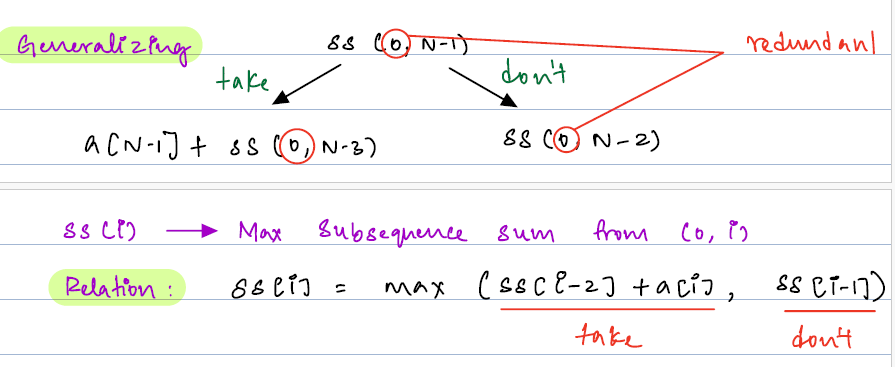 Generalizing ss (0, N-1) redundant
take don't
a[N-1] + ss (0, N-3) ss (0, N-2)
ss(i) → Max subsequence sum from (0, i)
Relation: ss[i] = max (ss[i-2] + a[i], ss[i-1])
take don't